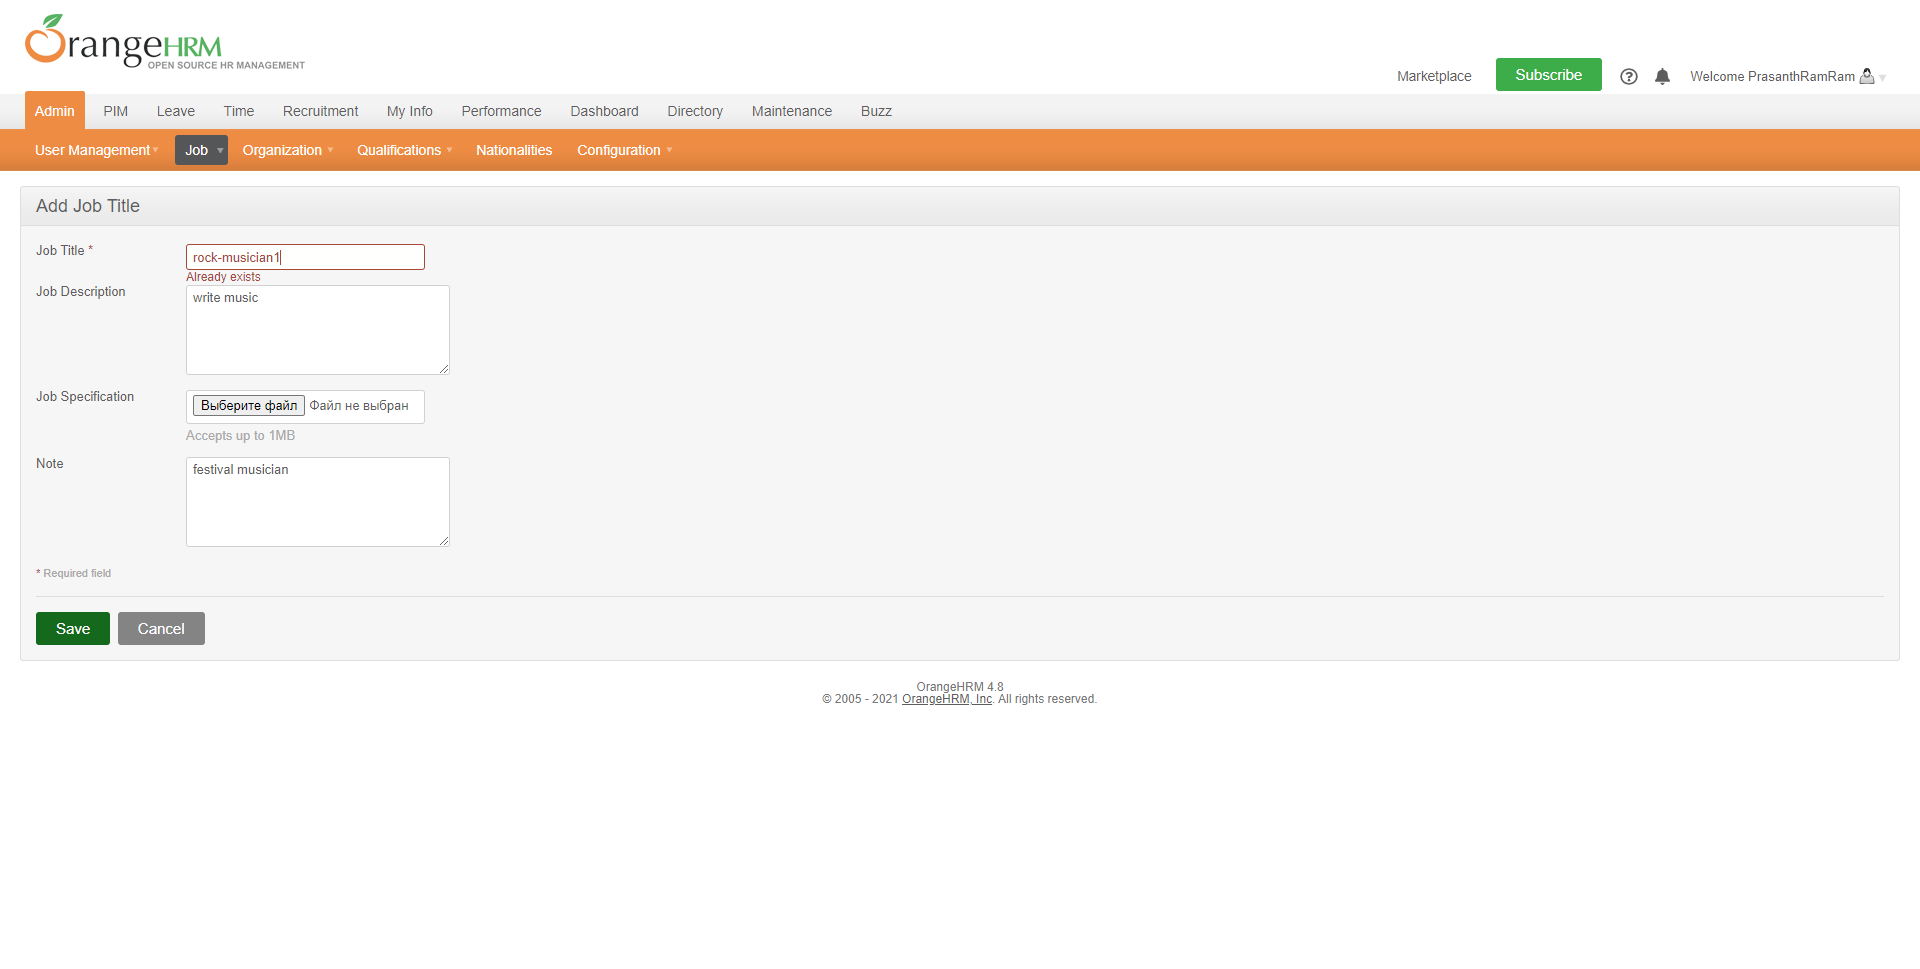 OrangeHRM
OPEN SOURCE HR MANAGEMENT
Marketplace Subscribe ? Welcome PrasanthRamRam
Admin PIM Leave Time Recruitment My Info Performance Dashboard Directory Maintenance Buzz
User Management Job Organization Qualifications Nationalities Configuration
Add Job Title
Job Title * rock-musician1
Already exists
Job Description write music
Job Specification Выберите файл Файл не выбран
Accepts up to 1MB
Note festival musician
* Required field
Save Cancel
OrangeHRM 4.8
© 2005 - 2021 OrangeHRM, Inc. All rights reserved.